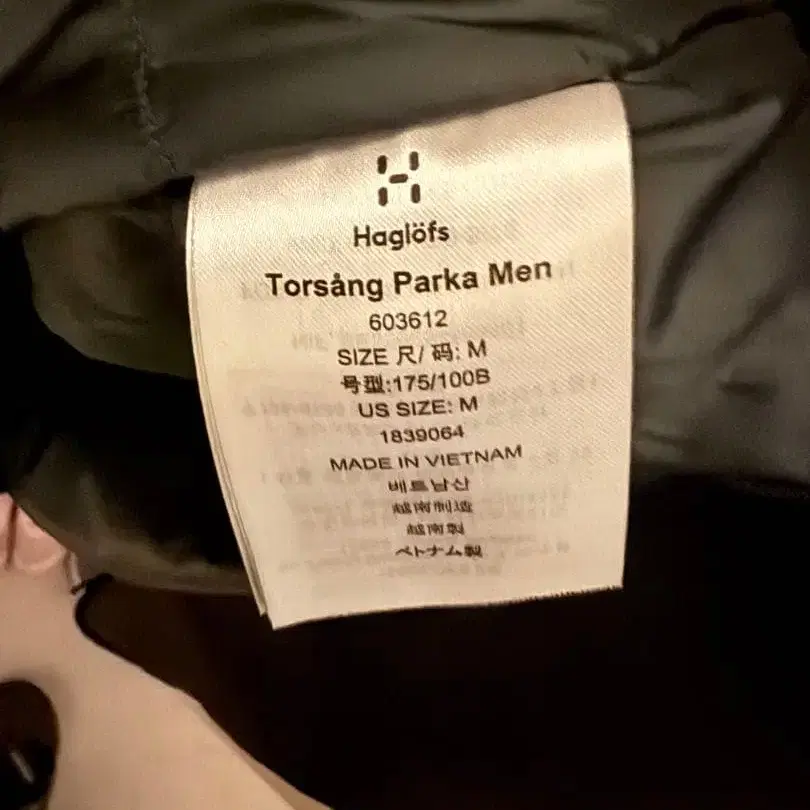 Haglöfs
Torsång Parka Men
603612
SIZE 尺/ 码: M
号型:175/100B
US SIZE: M
1839064
MADE IN VIETNAM
베트남산
越南制造
越南製
ベトナム製